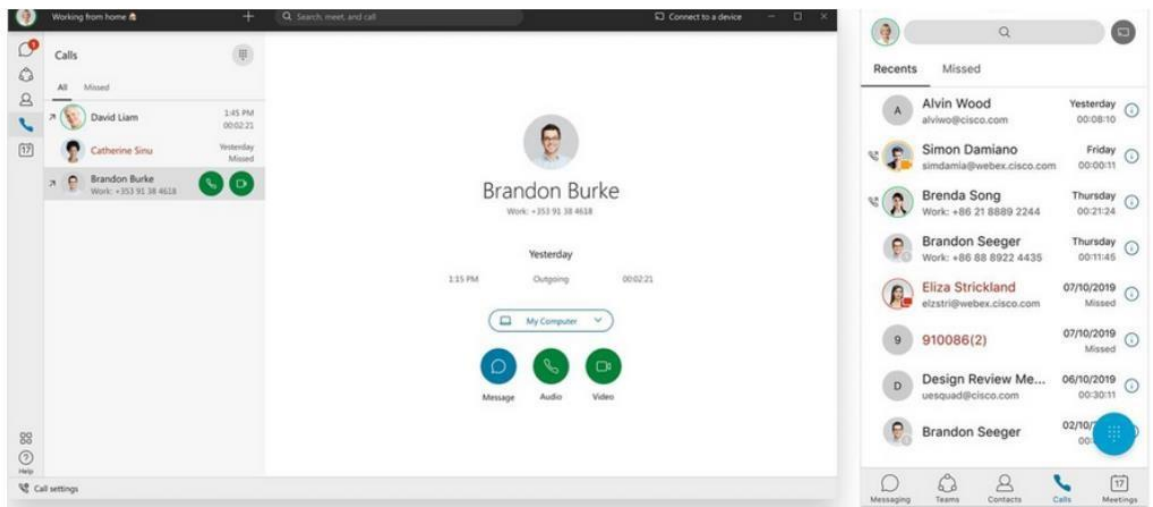 Working from home
Search, meet, and call
Connect to a device
Calls
All Missed
David Liam 1:45 PM
00:02:21
Catherine Sinu Yesterday
Missed
Brandon Burke
Work: +353 91 38 4618
Help
Call settings
Brandon Burke
Work: +353 91 38 4618
Yesterday
1:15 PM Outgoing 00:02:21
My Computer
Message Audio Video
Recents Missed
A Alvin Wood Yesterday
alviwo@cisco.com 00:08:10
Simon Damiano Friday
simdamia@webex.cisco.com 00:00:11
Brenda Song Thursday
Work: +86 21 8889 2244 00:21:24
Brandon Seeger Thursday
Work: +86 88 8922 4435 00:11:45
Eliza Strickland 07/10/2019
elzstri@webex.cisco.com Missed
9 910086(2) 07/10/2019
Missed
D Design Review Me... 06/10/2019
uesquad@cisco.com 00:30:11
Brandon Seeger 02/10/
00:
Messaging Teams Contacts Calls 17 Meetings